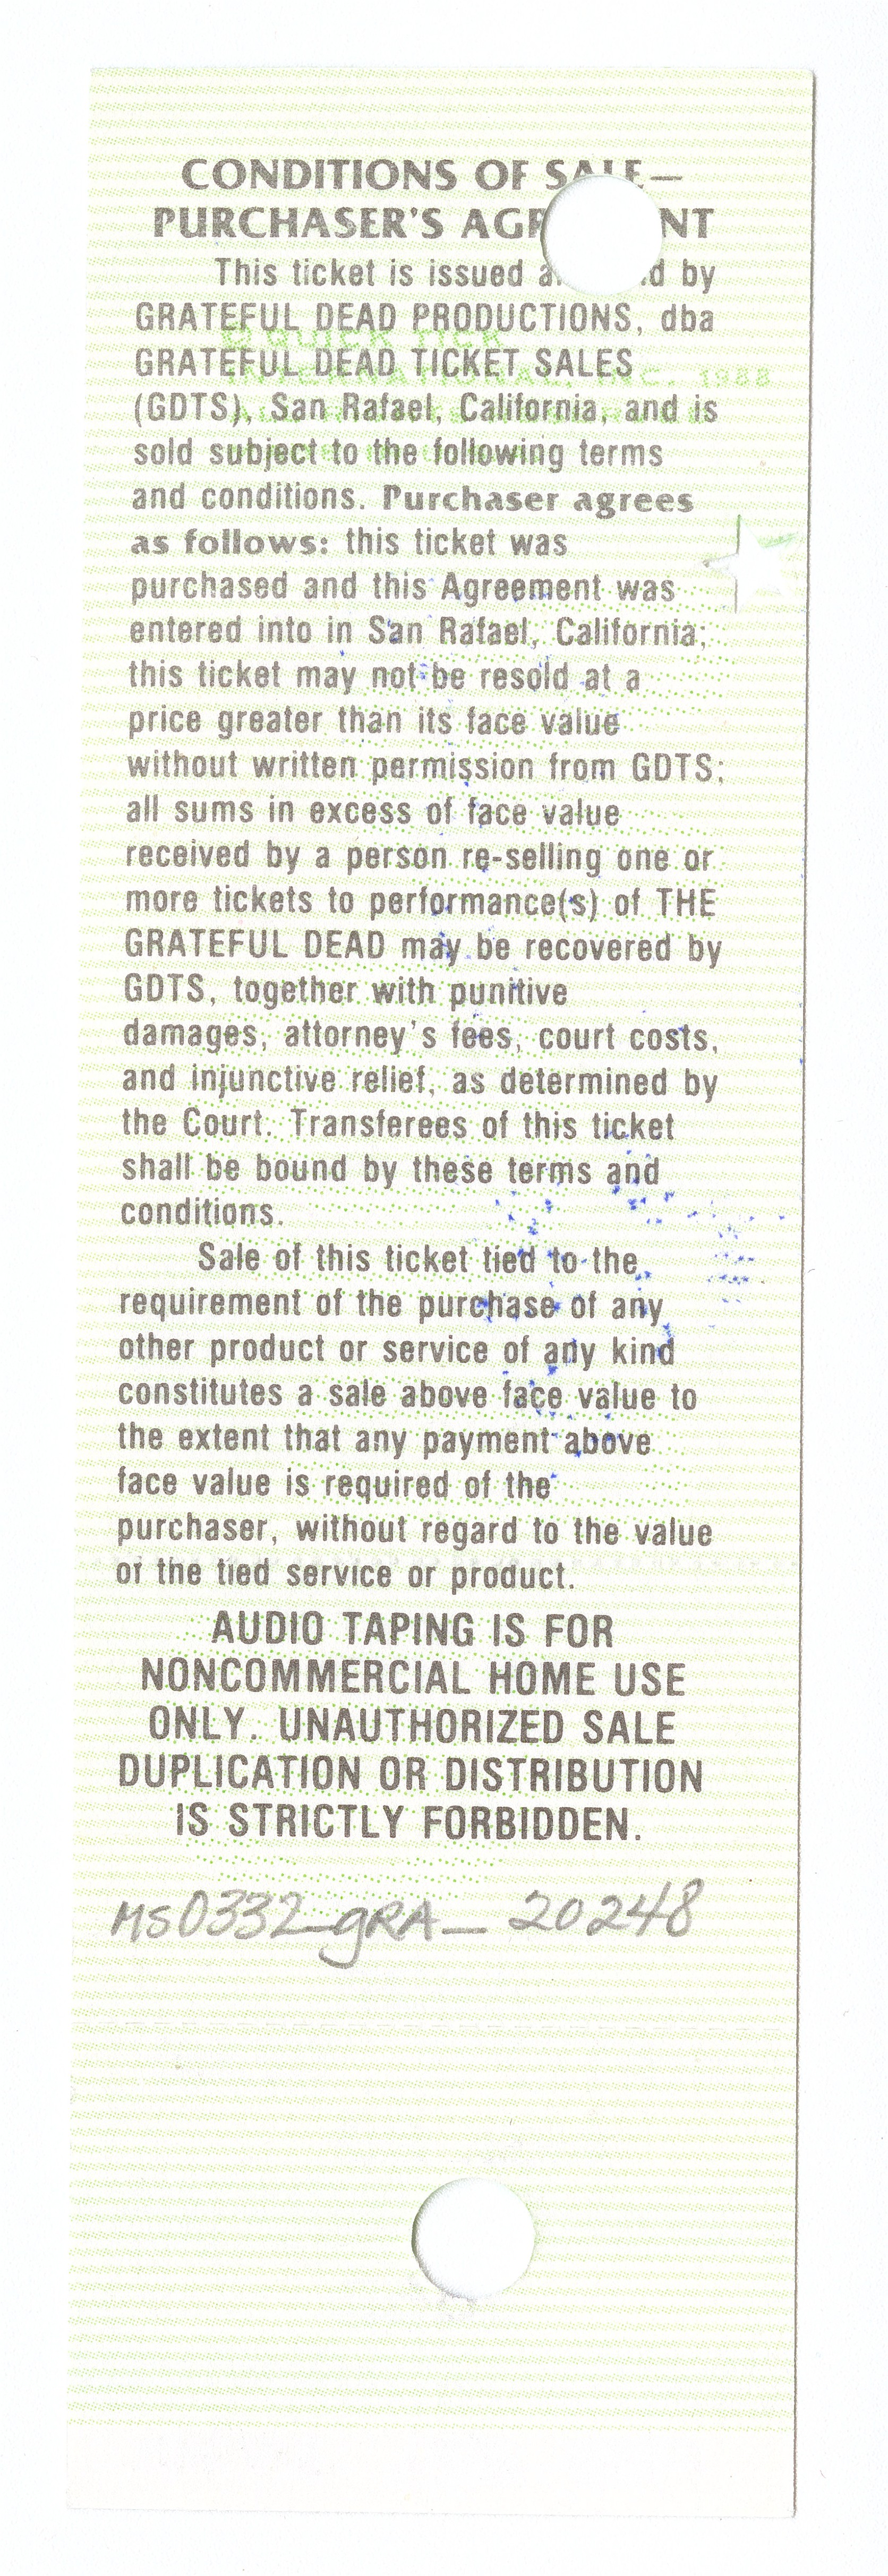 CONDITIONS OF SALE—
PURCHASER'S AGR NT
This ticket is issued a d by
GRATEFUL DEAD PRODUCTIONS, dba
GRATEFUL DEAD TICKET SALES
(GDTS), San Rafael, California, and is
sold subject to the following terms
and conditions. Purchaser agrees
as follows: this ticket was
purchased and this Agreement was
entered into in San Rafael, California;
this ticket may not be resold at a
price greater than its face value
without written permission from GDTS;
all sums in excess of face value
received by a person re-selling one or
more tickets to performance(s) of THE
GRATEFUL DEAD may be recovered by
GDTS, together with punitive
damages, attorney's fees, court costs,
and injunctive relief, as determined by
the Court. Transferees of this ticket
shall be bound by these terms and
conditions.
Sale of this ticket tied to the
requirement of the purchase of any
other product or service of any kind
constitutes a sale above face value to
the extent that any payment above
face value is required of the
purchaser, without regard to the value
of the tied service or product.
AUDIO TAPING IS FOR
NONCOMMERCIAL HOME USE
ONLY. UNAUTHORIZED SALE
DUPLICATION OR DISTRIBUTION
IS STRICTLY FORBIDDEN.
MS0332_gRA_20248
© QUICK TICK
INTERNATIONAL, INC. 1988